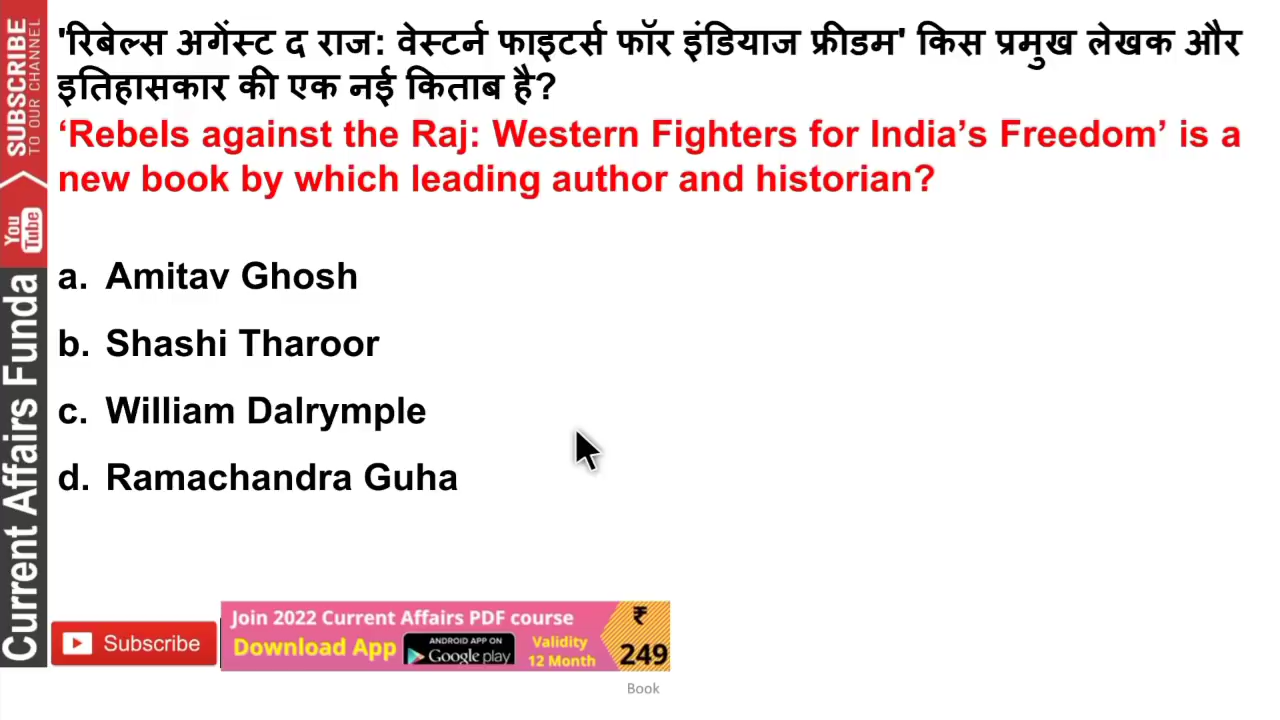 'रिबेल्स अगेंस्ट द राज: वेस्टर्न फाइटर्स फॉर इंडियाज फ्रीडम' किस प्रमुख लेखक और
इतिहासकार की एक नई किताब है?
‘Rebels against the Raj: Western Fighters for India’s Freedom’ is a
new book by which leading author and historian?
a. Amitav Ghosh
b. Shashi Tharoor
c. William Dalrymple
d. Ramachandra Guha
SUBSCRIBE
TO OUR CHANNEL
You
Tube
Current Affairs Funda
Subscribe
Join 2022 Current Affairs PDF course
Download App
ANDROID APP ON
Google play
Validity
12 Month
₹
249
Book